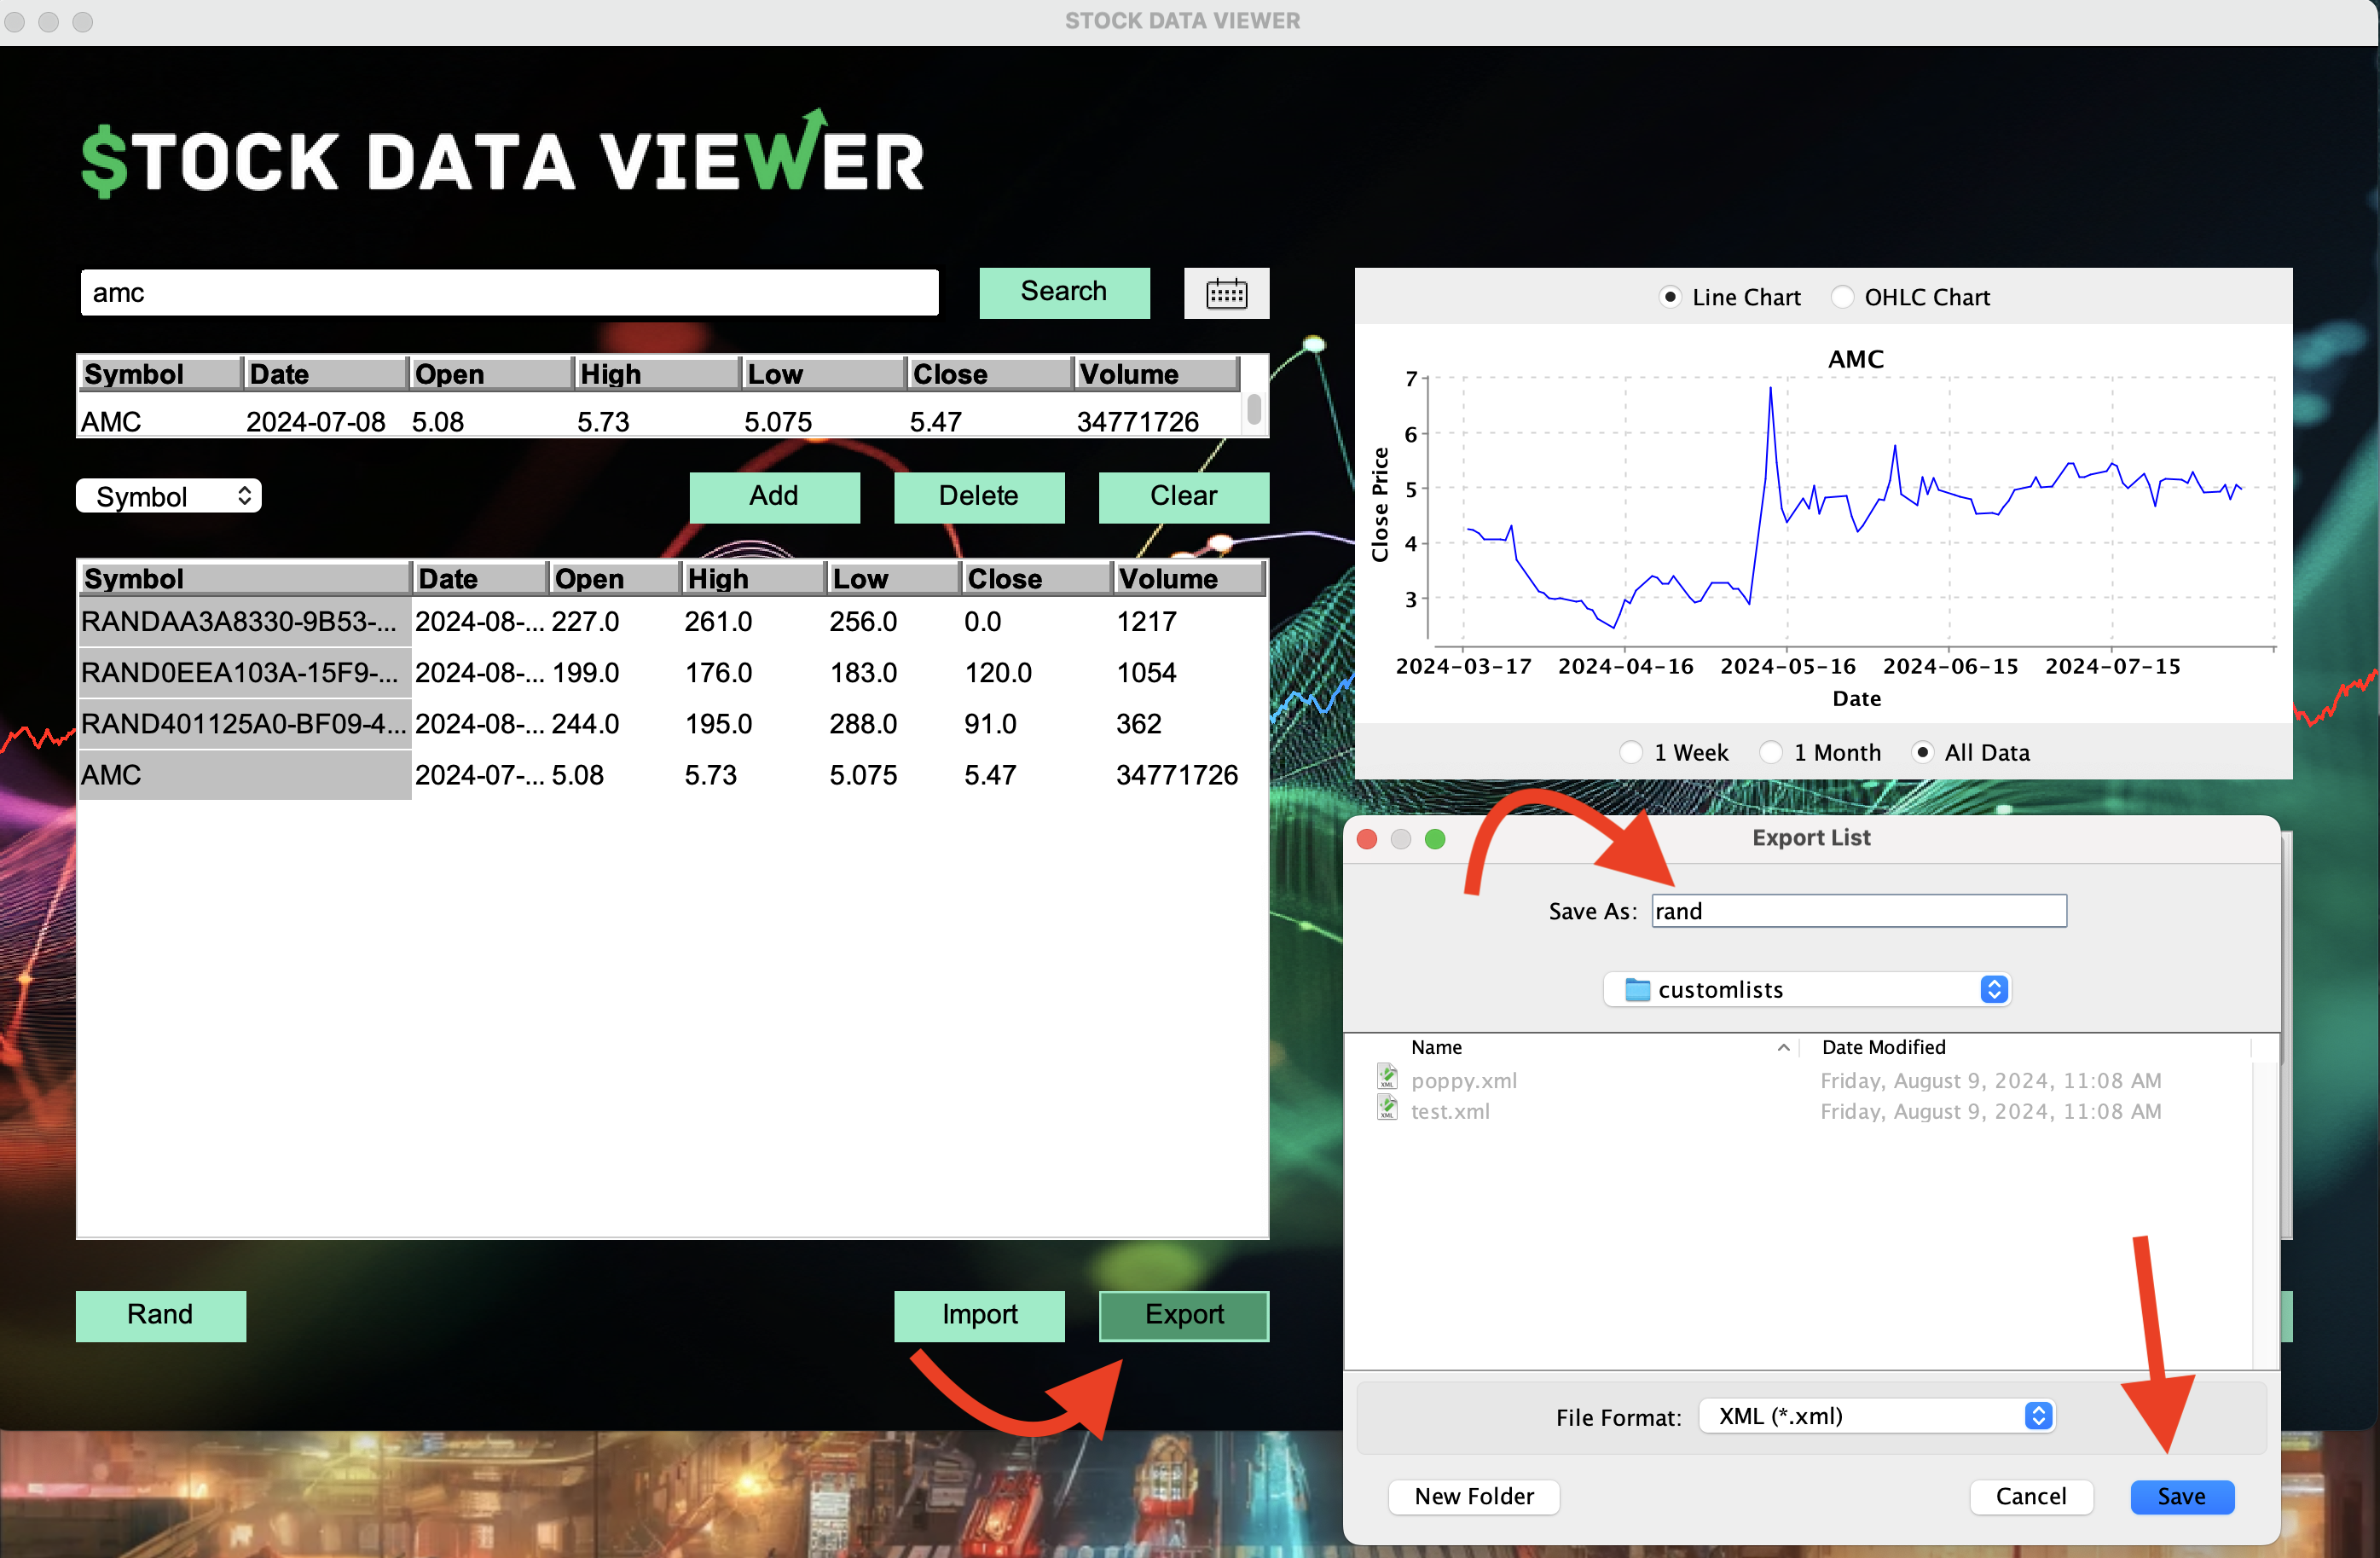 STOCK DATA VIEWER
$TOCK DATA VIEWER
amc
Search
Symbol Date Open High Low Close Volume
AMC 2024-07-08 5.08 5.73 5.075 5.47 34771726
Symbol
Add
Delete
Clear
Symbol Date Open High Low Close Volume
RANDAA3A8330-9B53-... 2024-08-... 227.0 261.0 256.0 0.0 1217
RAND0EEA103A-15F9-... 2024-08-... 199.0 176.0 183.0 120.0 1054
RAND401125A0-BF09-4... 2024-08-... 244.0 195.0 288.0 91.0 362
AMC 2024-07-... 5.08 5.73 5.075 5.47 34771726
Rand
Import
Export
Line Chart OHLC Chart
AMC
7
6
5
4
3
Close Price
2024-03-17 2024-04-16 2024-05-16 2024-06-15 2024-07-15
Date
1 Week 1 Month All Data
Export List
Save As: rand
customlists
Name Date Modified
XML poppy.xml Friday, August 9, 2024, 11:08 AM
XML test.xml Friday, August 9, 2024, 11:08 AM
File Format: XML (*.xml)
New Folder
Cancel
Save